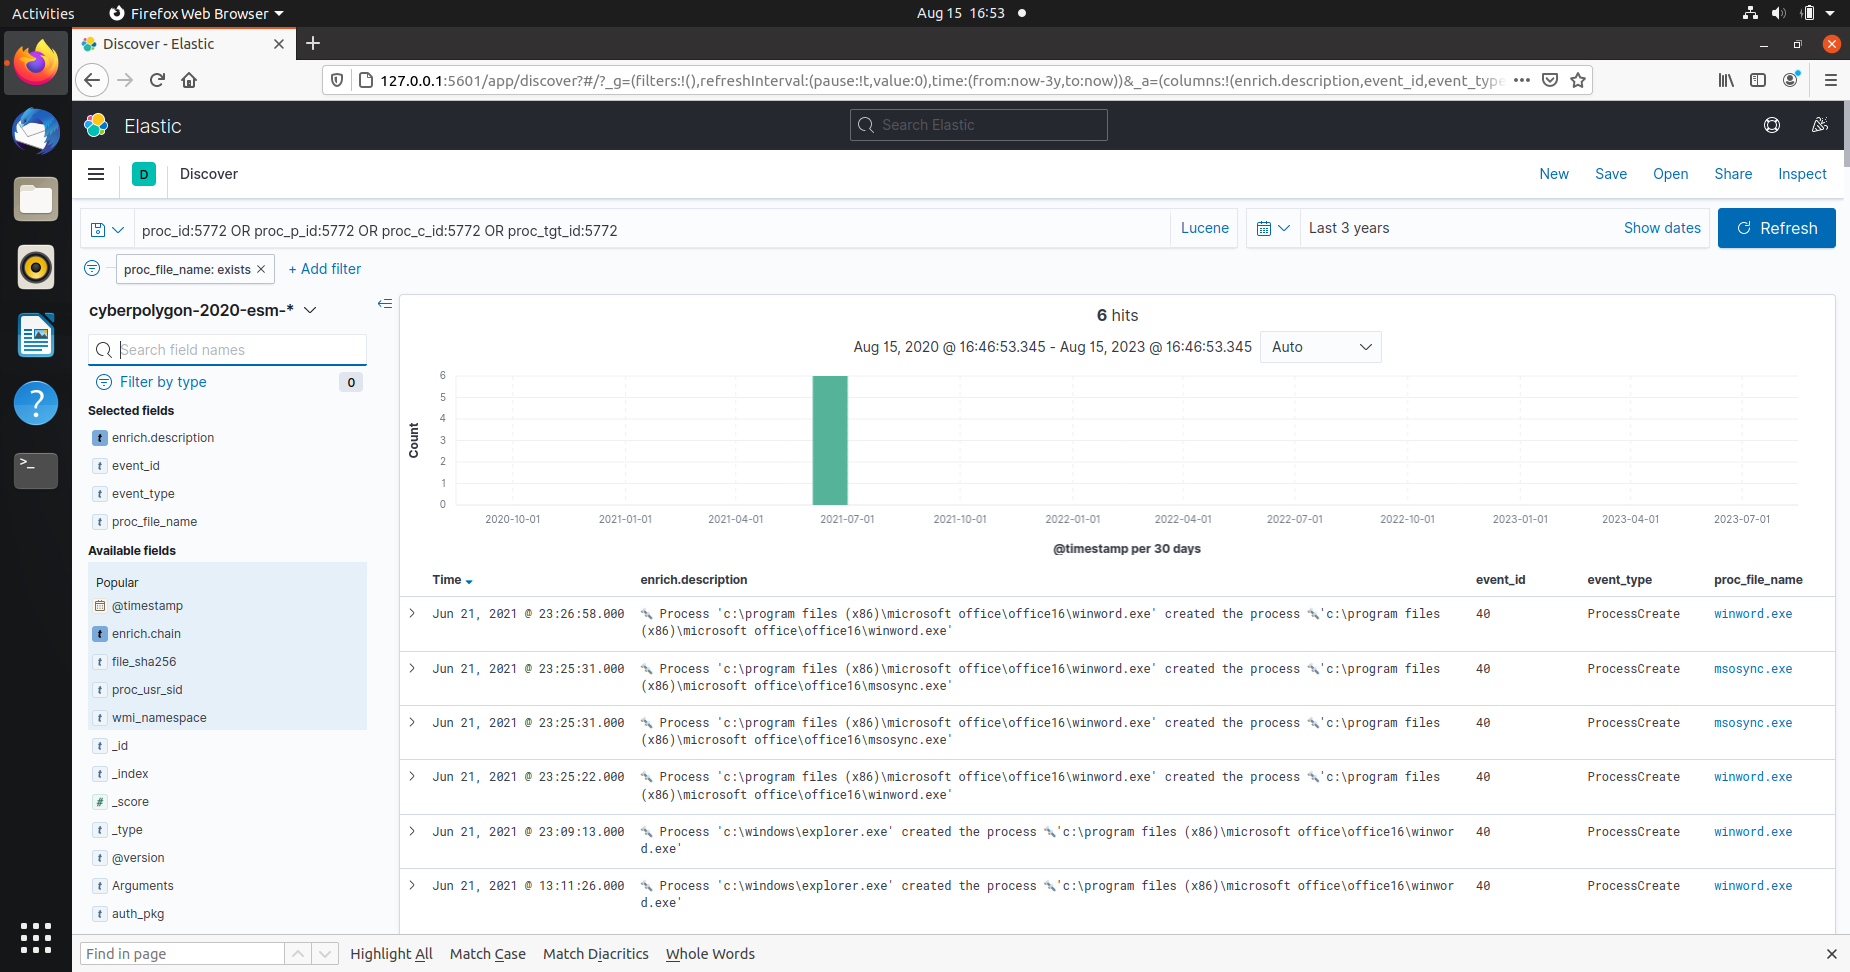 Activities Firefox Web Browser Aug 15 16:53
Discover - Elastic
127.0.0.1:5601/app/discover?#/?_g=(filters:!(),refreshInterval:(pause:!t,value:0),time:(from:now-3y,to:now))&_a=(columns:!(enrich.description,event_id,event_type
Elastic Search Elastic
D Discover New Save Open Share Inspect
proc_id:5772 OR proc_p_id:5772 OR proc_c_id:5772 OR proc_tgt_id:5772 Lucene Last 3 years Show dates Refresh
proc_file_name: exists + Add filter
cyberpolygon-2020-esm-*
Search field names
Filter by type 0
Selected fields
t enrich.description
t event_id
t event_type
t proc_file_name
Available fields
Popular
@timestamp
t enrich.chain
t file_sha256
t proc_usr_sid
t wmi_namespace
t _id
t _index
# _score
t _type
t @version
t Arguments
t auth_pkg
6 hits
Aug 15, 2020 @ 16:46:53.345 - Aug 15, 2023 @ 16:46:53.345 Auto
Count
6
5
4
3
2
1
0
2020-10-01 2021-01-01 2021-04-01 2021-07-01 2021-10-01 2022-01-01 2022-04-01 2022-07-01 2022-10-01 2023-01-01 2023-04-01 2023-07-01
@timestamp per 30 days
Time enrich.description event_id event_type proc_file_name
Jun 21, 2021 @ 23:26:58.000 Process 'c:\program files (x86)\microsoft office\office16\winword.exe' created the process 'c:\program files 40 ProcessCreate winword.exe
(x86)\microsoft office\office16\winword.exe'
Jun 21, 2021 @ 23:25:31.000 Process 'c:\program files (x86)\microsoft office\office16\winword.exe' created the process 'c:\program files 40 ProcessCreate msosync.exe
(x86)\microsoft office\office16\msosync.exe'
Jun 21, 2021 @ 23:25:31.000 Process 'c:\program files (x86)\microsoft office\office16\winword.exe' created the process 'c:\program files 40 ProcessCreate msosync.exe
(x86)\microsoft office\office16\msosync.exe'
Jun 21, 2021 @ 23:25:22.000 Process 'c:\program files (x86)\microsoft office\office16\winword.exe' created the process 'c:\program files 40 ProcessCreate winword.exe
(x86)\microsoft office\office16\winword.exe'
Jun 21, 2021 @ 23:09:13.000 Process 'c:\windows\explorer.exe' created the process 'c:\program files (x86)\microsoft office\office16\winwor 40 ProcessCreate winword.exe
d.exe'
Jun 21, 2021 @ 13:11:26.000 Process 'c:\windows\explorer.exe' created the process 'c:\program files (x86)\microsoft office\office16\winwor 40 ProcessCreate winword.exe
d.exe'
Find in page Highlight All Match Case Match Diacritics Whole Words